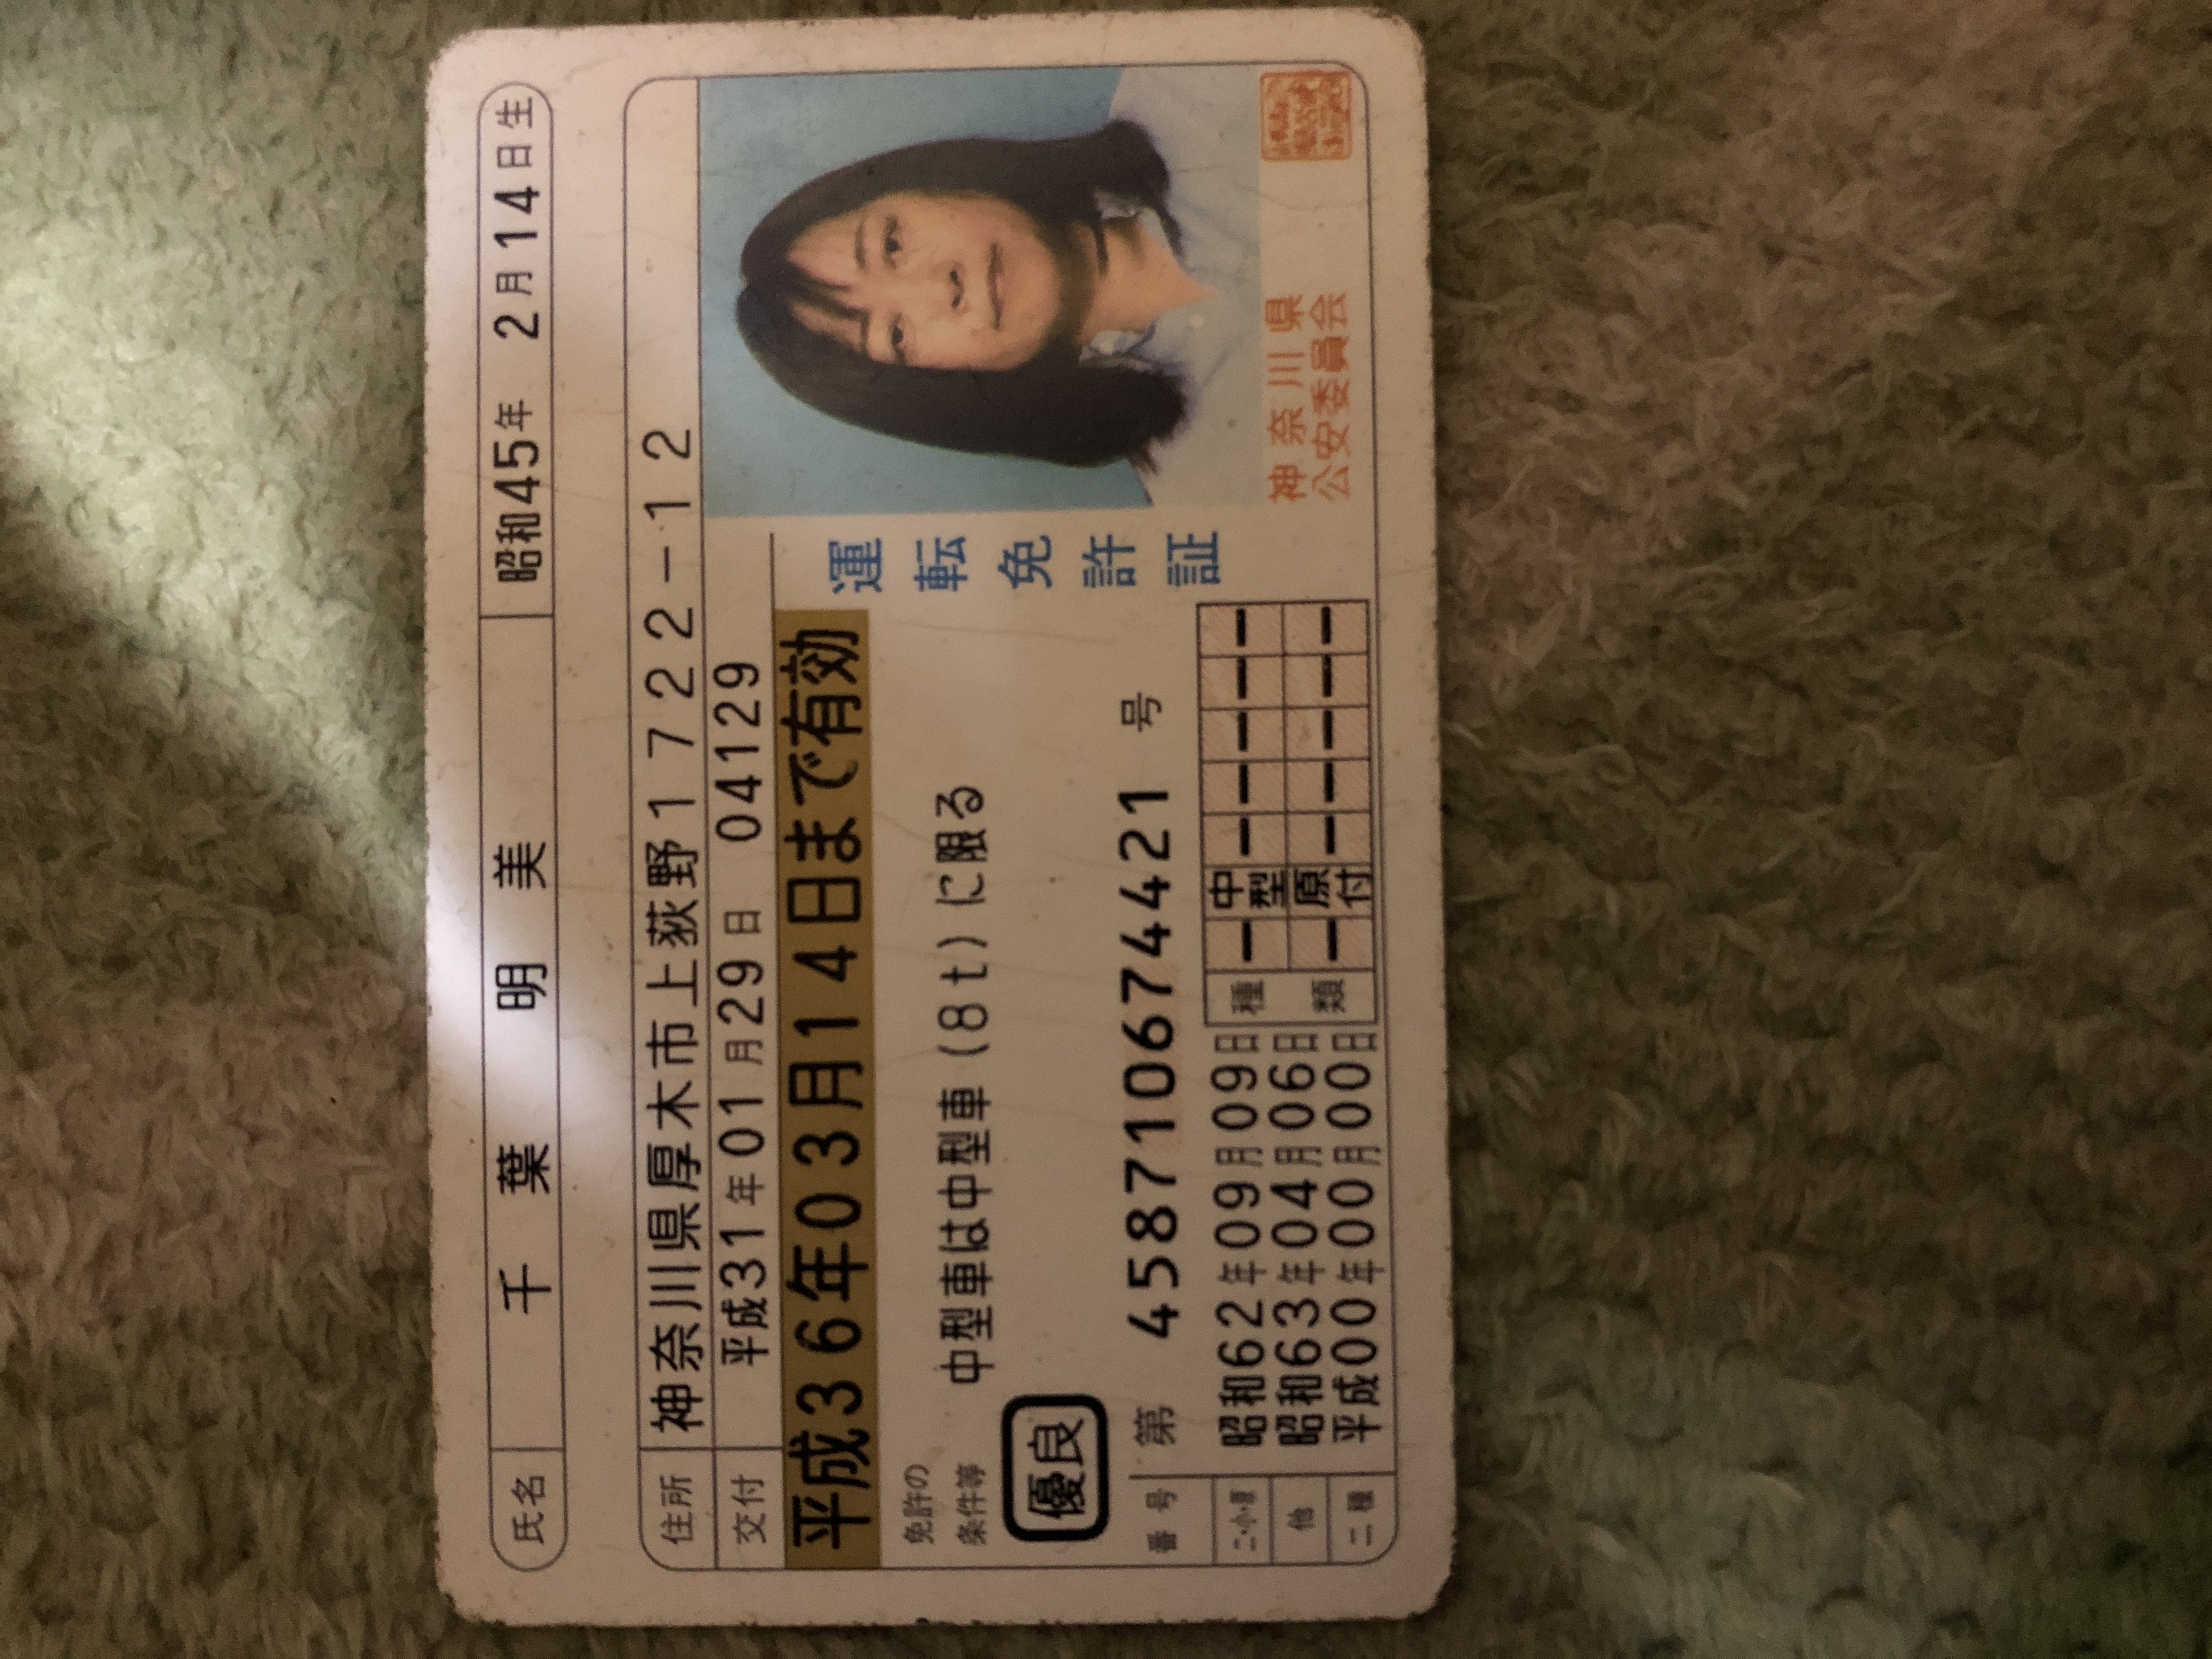 氏名 千葉 明美 昭和45年 2月14日生
住所 神奈川県厚木市上荻野1722-12
交付 平成31年01月29日 04129
平成36年03月14日まで有効
免許の
条件等 中型車は中型車(8t)に限る
優良
番号 第 458710674421 号
二・小・原 昭和62年09月09日
他 昭和63年04月06日
二種 平成00年00月00日
種類 ー 中型 ー ー ー ー ー
ー 原付 ー ー ー ー ー
運転免許証
神奈川県
公安委員会